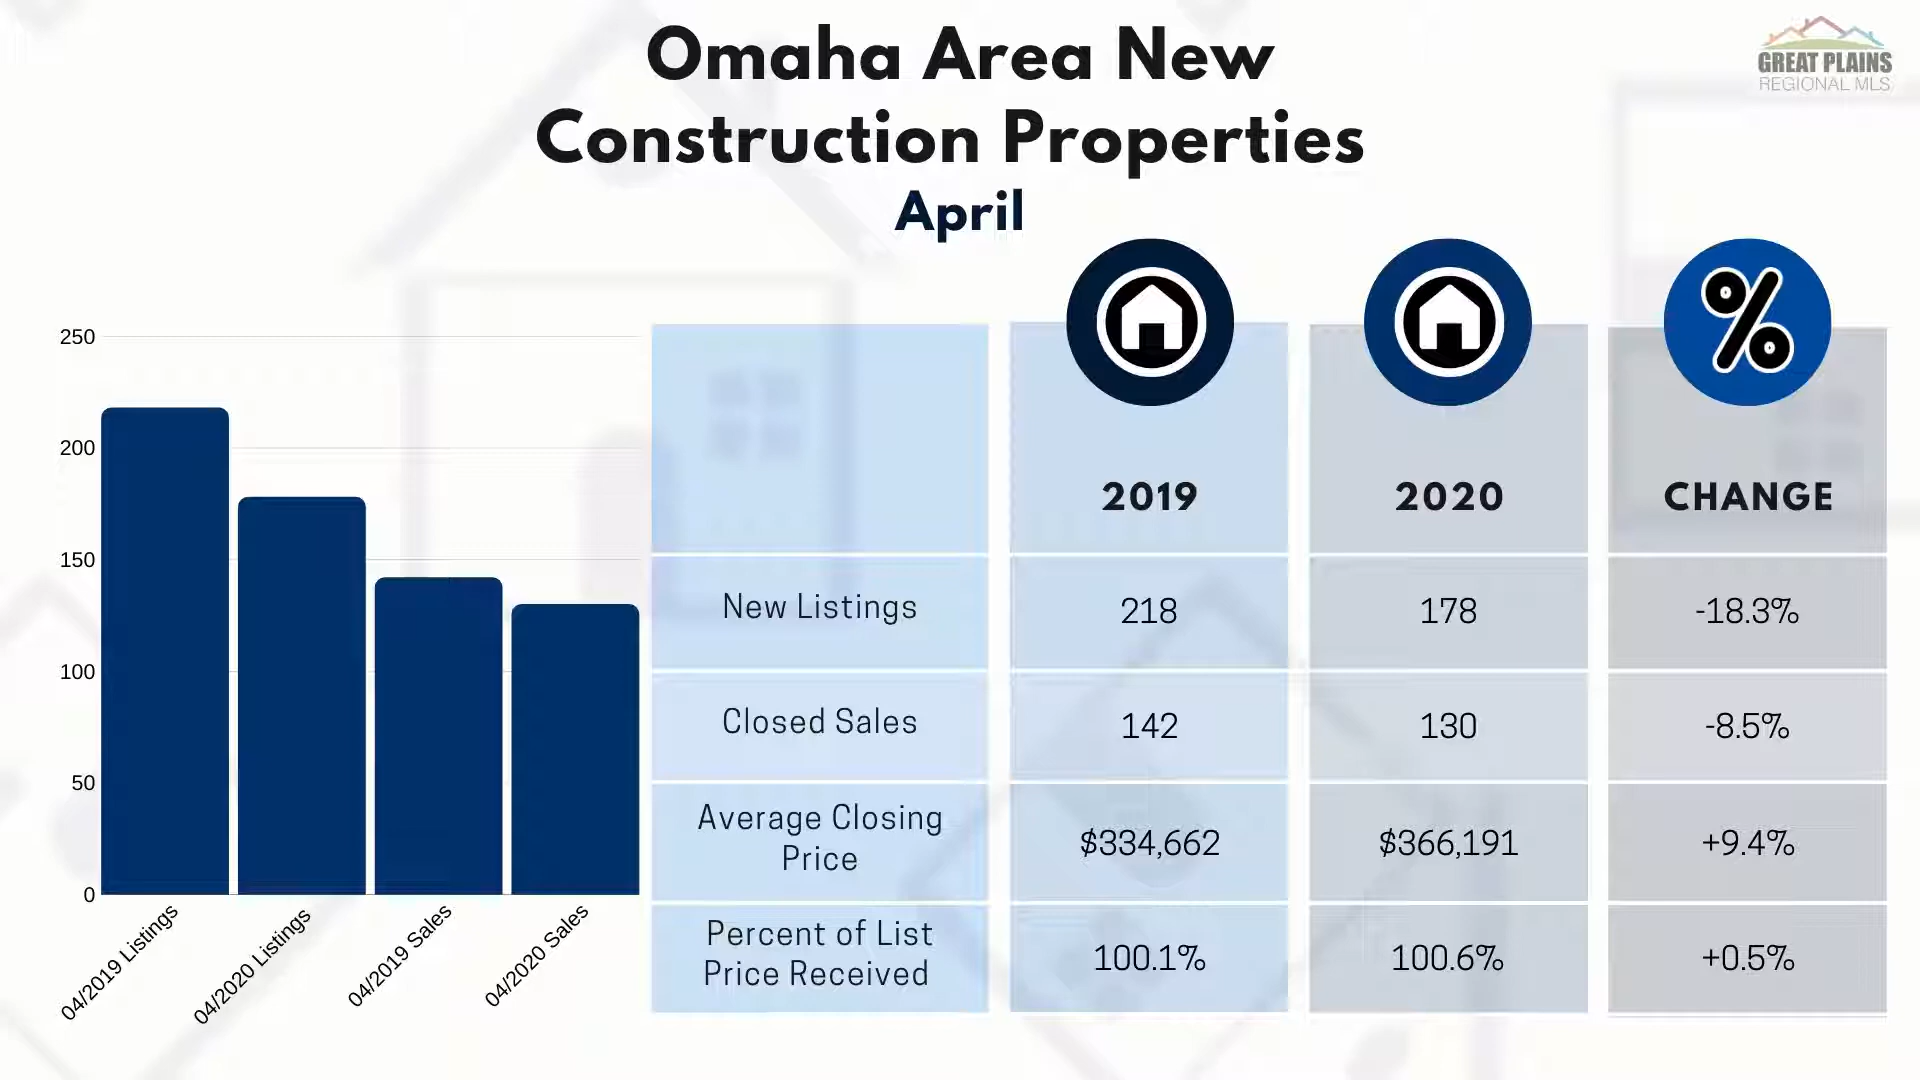 Omaha Area New
Construction Properties
April
GREAT PLAINS
REGIONAL MLS
250
200
150
100
50
0
04/2019 Listings
04/2020 Listings
04/2019 Sales
04/2020 Sales
2019
2020
CHANGE
New Listings
218
178
-18.3%
Closed Sales
142
130
-8.5%
Average Closing
Price
$334,662
$366,191
+9.4%
Percent of List
Price Received
100.1%
100.6%
+0.5%